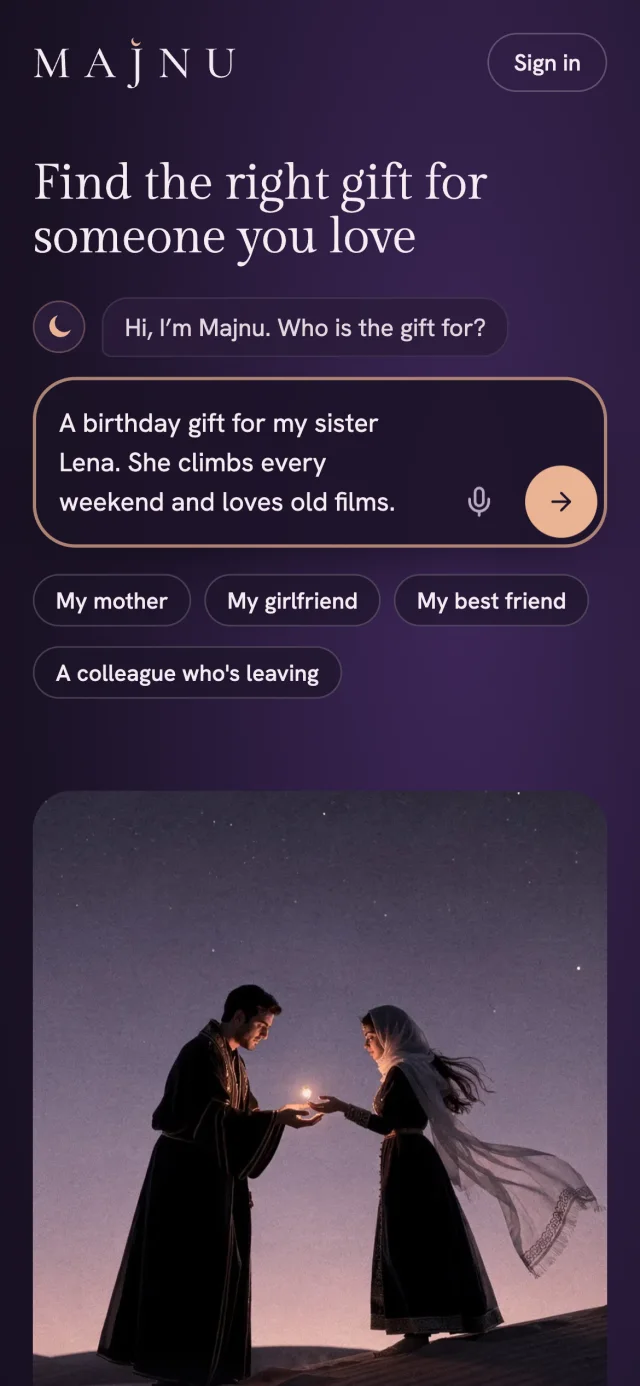 MAJNU
Sign in
Find the right gift for
someone you love
Hi, I’m Majnu. Who is the gift for?
A birthday gift for my sister
Lena. She climbs every
weekend and loves old films.
My mother
My girlfriend
My best friend
A colleague who's leaving